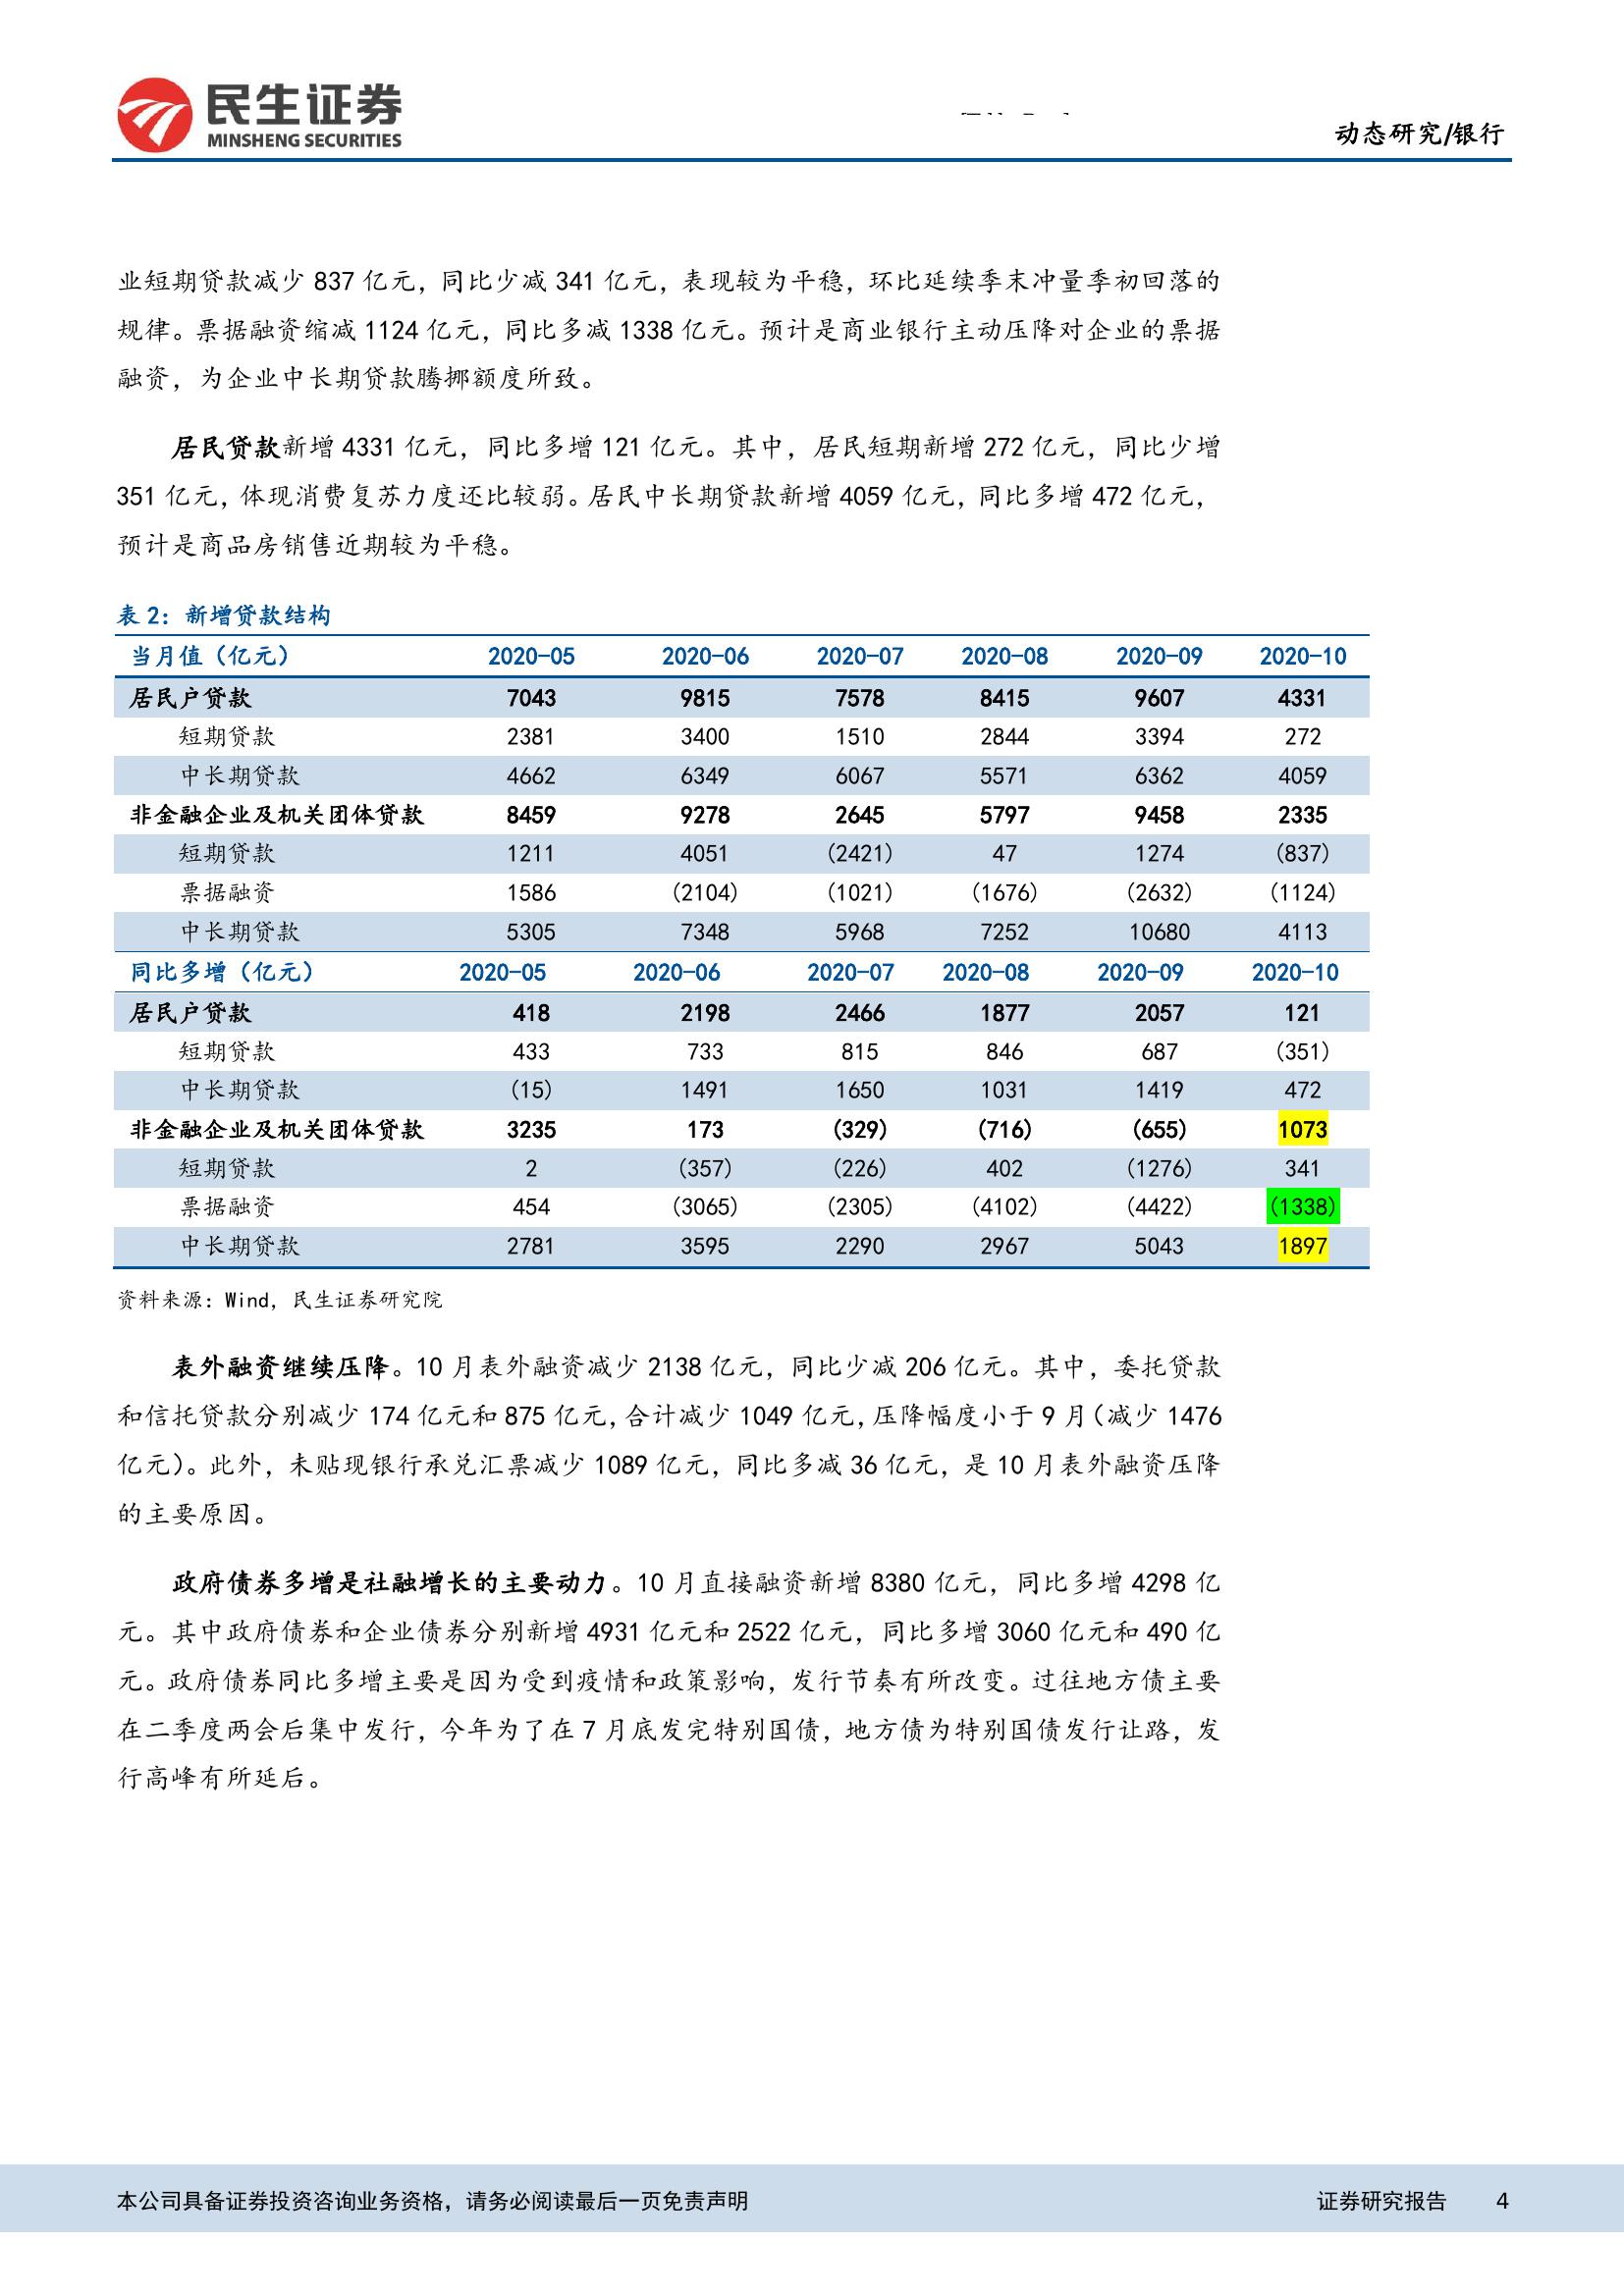 民生证券
MINSHENG SECURITIES
动态研究/银行
业短期贷款减少 837 亿元，同比少减 341 亿元，表现较为平稳，环比延续季末冲量季初回落的
规律。票据融资缩减 1124 亿元，同比多减 1338 亿元。预计是商业银行主动压降对企业的票据
融资，为企业中长期贷款腾挪额度所致。
居民贷款新增 4331 亿元，同比多增 121 亿元。其中，居民短期新增 272 亿元，同比少增
351 亿元，体现消费复苏力度还比较弱。居民中长期贷款新增 4059 亿元，同比多增 472 亿元，
预计是商品房销售近期较为平稳。
表 2：新增贷款结构
当月值（亿元） 2020-05 2020-06 2020-07 2020-08 2020-09 2020-10
居民户贷款 7043 9815 7578 8415 9607 4331
短期贷款 2381 3400 1510 2844 3394 272
中长期贷款 4662 6349 6067 5571 6362 4059
非金融企业及机关团体贷款 8459 9278 2645 5797 9458 2335
短期贷款 1211 4051 (2421) 47 1274 (837)
票据融资 1586 (2104) (1021) (1676) (2632) (1124)
中长期贷款 5305 7348 5968 7252 10680 4113
同比多增（亿元） 2020-05 2020-06 2020-07 2020-08 2020-09 2020-10
居民户贷款 418 2198 2466 1877 2057 121
短期贷款 433 733 815 846 687 (351)
中长期贷款 (15) 1491 1650 1031 1419 472
非金融企业及机关团体贷款 3235 173 (329) (716) (655) 1073
短期贷款 2 (357) (226) 402 (1276) 341
票据融资 454 (3065) (2305) (4102) (4422) (1338)
中长期贷款 2781 3595 2290 2967 5043 1897
资料来源：Wind，民生证券研究院
表外融资继续压降。10 月表外融资减少 2138 亿元，同比少减 206 亿元。其中，委托贷款
和信托贷款分别减少 174 亿元和 875 亿元，合计减少 1049 亿元，压降幅度小于 9 月（减少 1476
亿元）。此外，未贴现银行承兑汇票减少 1089 亿元，同比多减 36 亿元，是 10 月表外融资压降
的主要原因。
政府债券多增是社融增长的主要动力。10 月直接融资新增 8380 亿元，同比多增 4298 亿
元。其中政府债券和企业债券分别新增 4931 亿元和 2522 亿元，同比多增 3060 亿元和 490 亿
元。政府债券同比多增主要是因为受到疫情和政策影响，发行节奏有所改变。过往地方债主要
在二季度两会后集中发行，今年为了在 7 月底发完特别国债，地方债为特别国债发行让路，发
行高峰有所延后。
本公司具备证券投资咨询业务资格，请务必阅读最后一页免责声明 证券研究报告 4